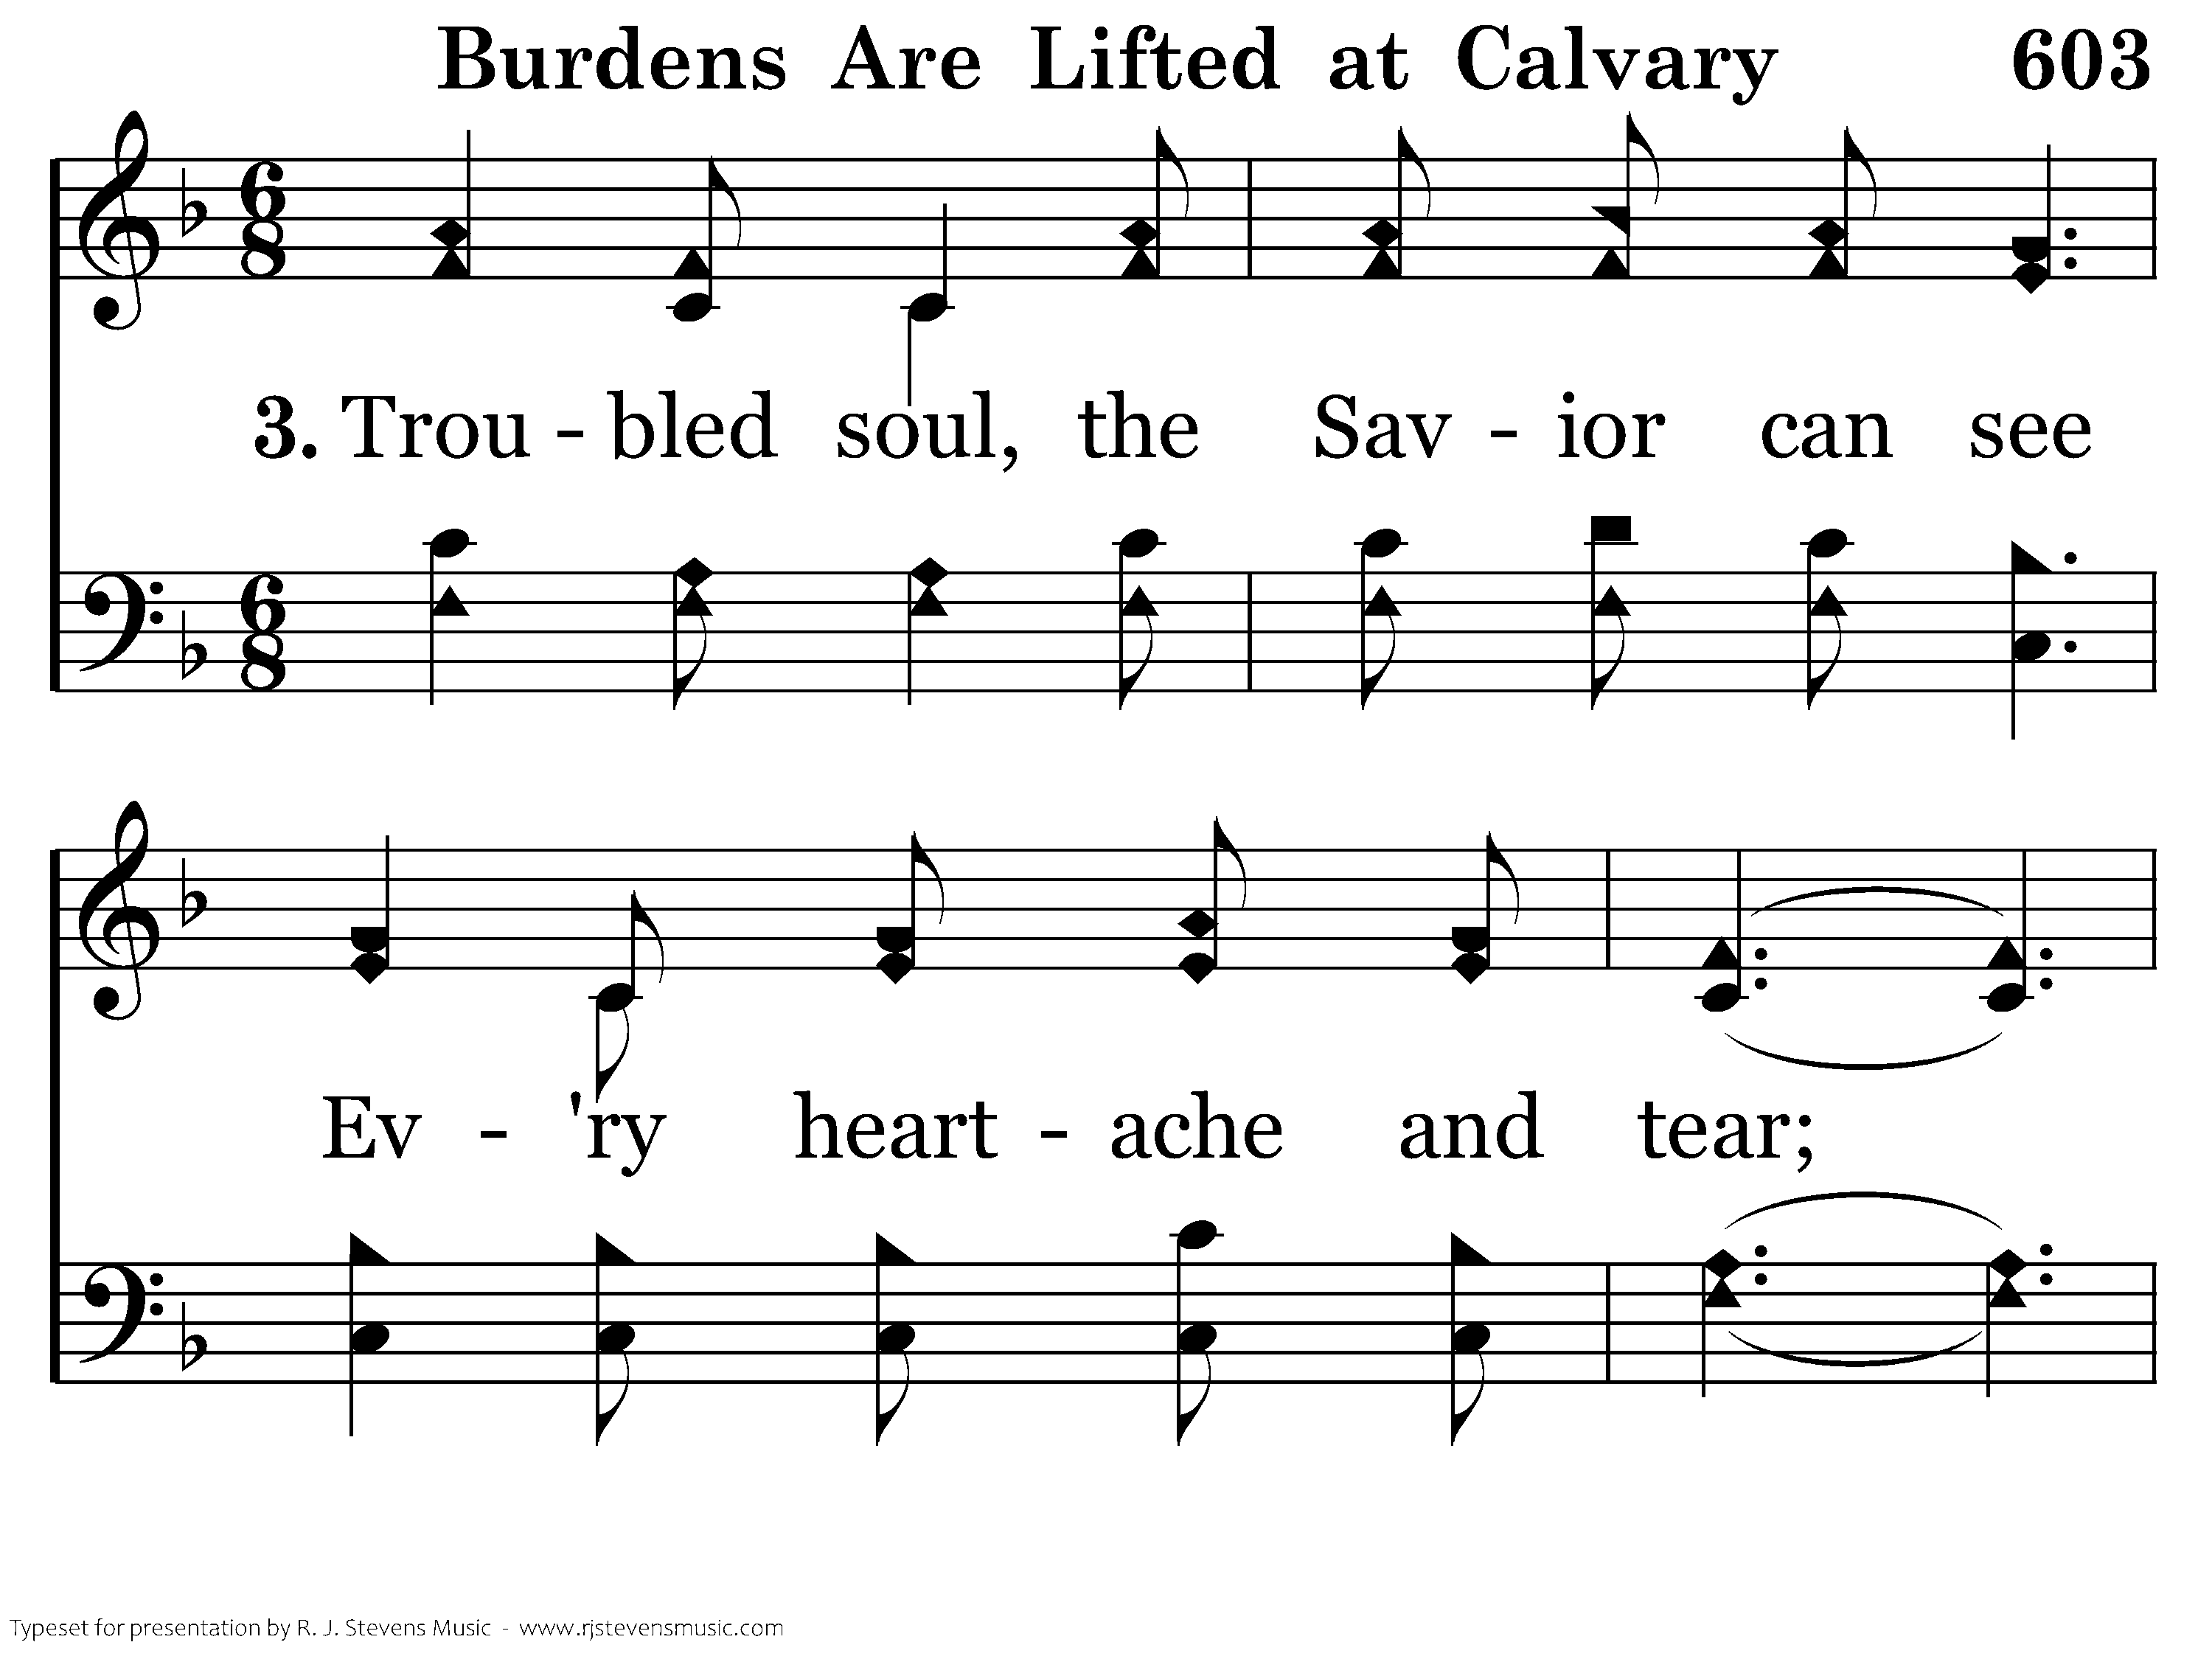 Burdens Are Lifted at Calvary 603
3. Trou - bled soul, the Sav - ior can see
Ev - 'ry heart - ache and tear;
Typeset for presentation by R. J. Stevens Music - www.rjstevensmusic.com